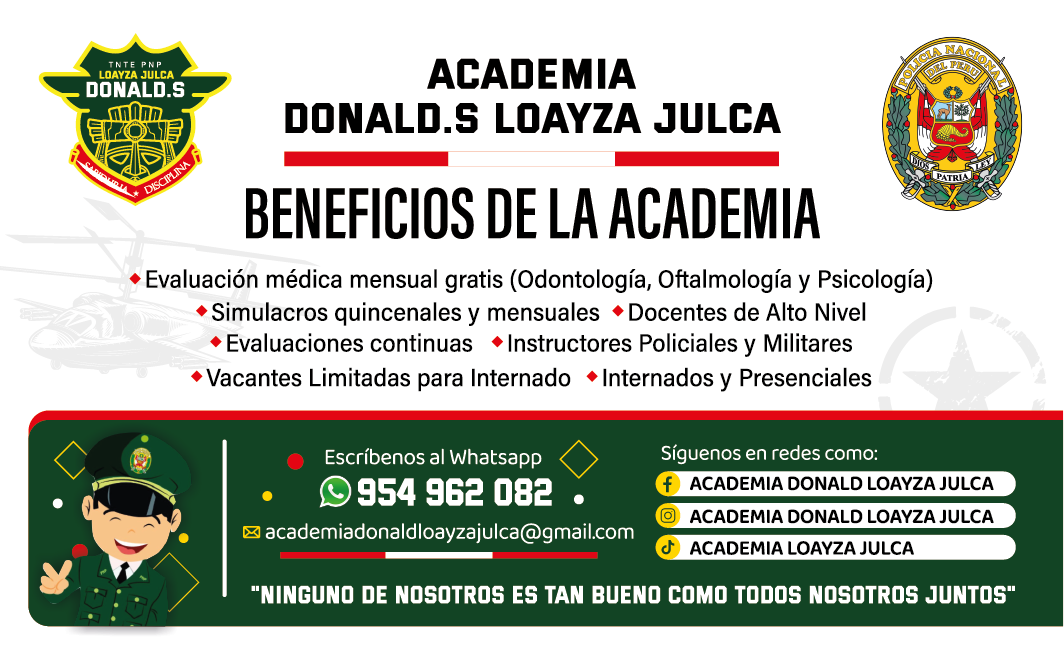 TNTE PNP
LOAYZA JULCA
DONALD.S
DISCIPLINA
ACADEMIA
DONALD.S LOAYZA JULCA
POLICIA NACIONAL
DEL PERU
DIOS PATRIA LEY
BENEFICIOS DE LA ACADEMIA
Evaluación médica mensual gratis (Odontología, Oftalmología y Psicología)
Simulacros quincenales y mensuales Docentes de Alto Nivel
Evaluaciones continuas Instructores Policiales y Militares
Vacantes Limitadas para Internado Internados y Presenciales
Escríbenos al Whatsapp
954 962 082
academiadonaldloayzajulca@gmail.com
Síguenos en redes como:
ACADEMIA DONALD LOAYZA JULCA
ACADEMIA DONALD LOAYZA JULCA
ACADEMIA LOAYZA JULCA
"NINGUNO DE NOSOTROS ES TAN BUENO COMO TODOS NOSOTROS JUNTOS"